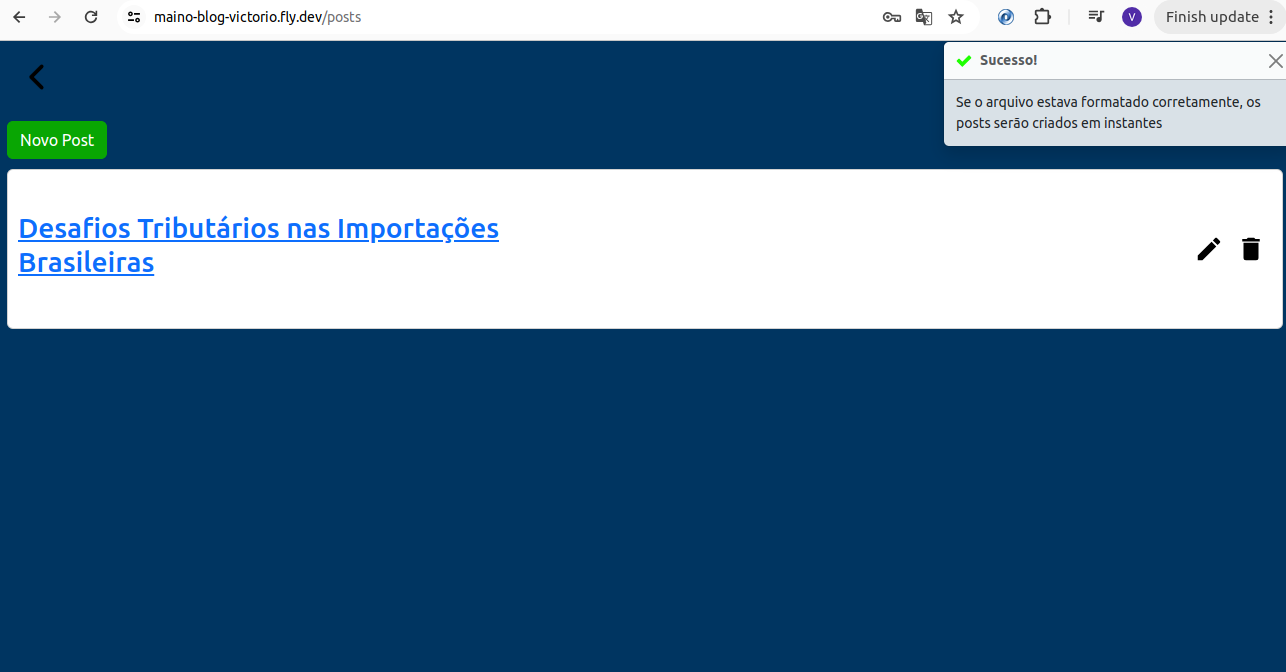 maino-blog-victorio.fly.dev/posts
V
Finish update
Sucesso!
Se o arquivo estava formatado corretamente, os
posts serão criados em instantes
Novo Post
Desafios Tributários nas Importações
Brasileiras